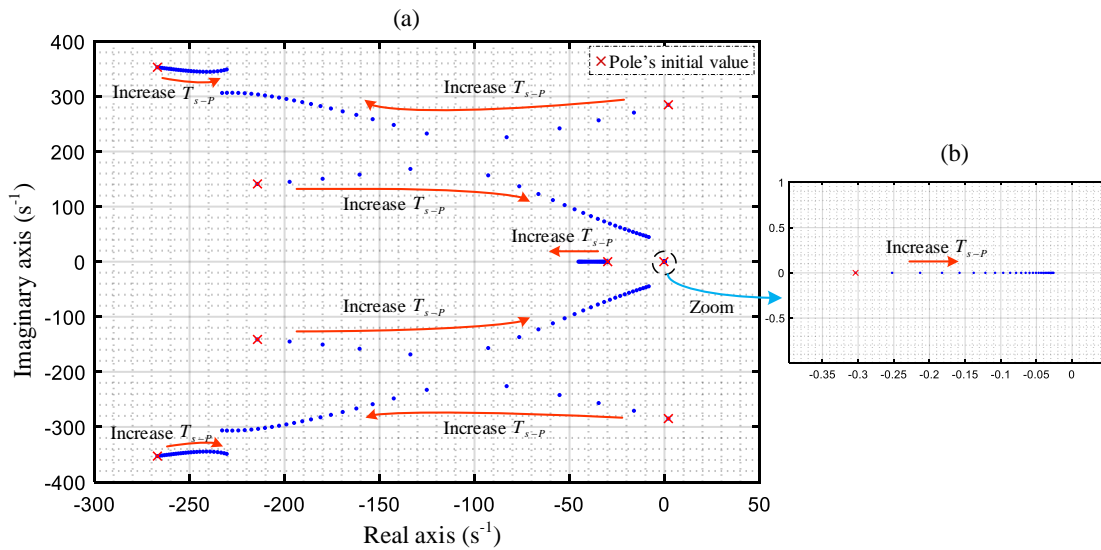 (a)
400
300
200
100
0
-100
-200
-300
-400
-300
-250
-200
-150
-100
-50
0
50
Imaginary axis (s⁻¹)
Real axis (s⁻¹)
Pole's initial value
Increase T_{s-P}
Increase T_{s-P}
Increase T_{s-P}
Increase T_{s-P}
Increase T_{s-P}
Increase T_{s-P}
Increase T_{s-P}
Zoom
(b)
1
0.5
0
-0.5
-0.35
-0.3
-0.25
-0.2
-0.15
-0.1
-0.05
0
Increase T_{s-P}